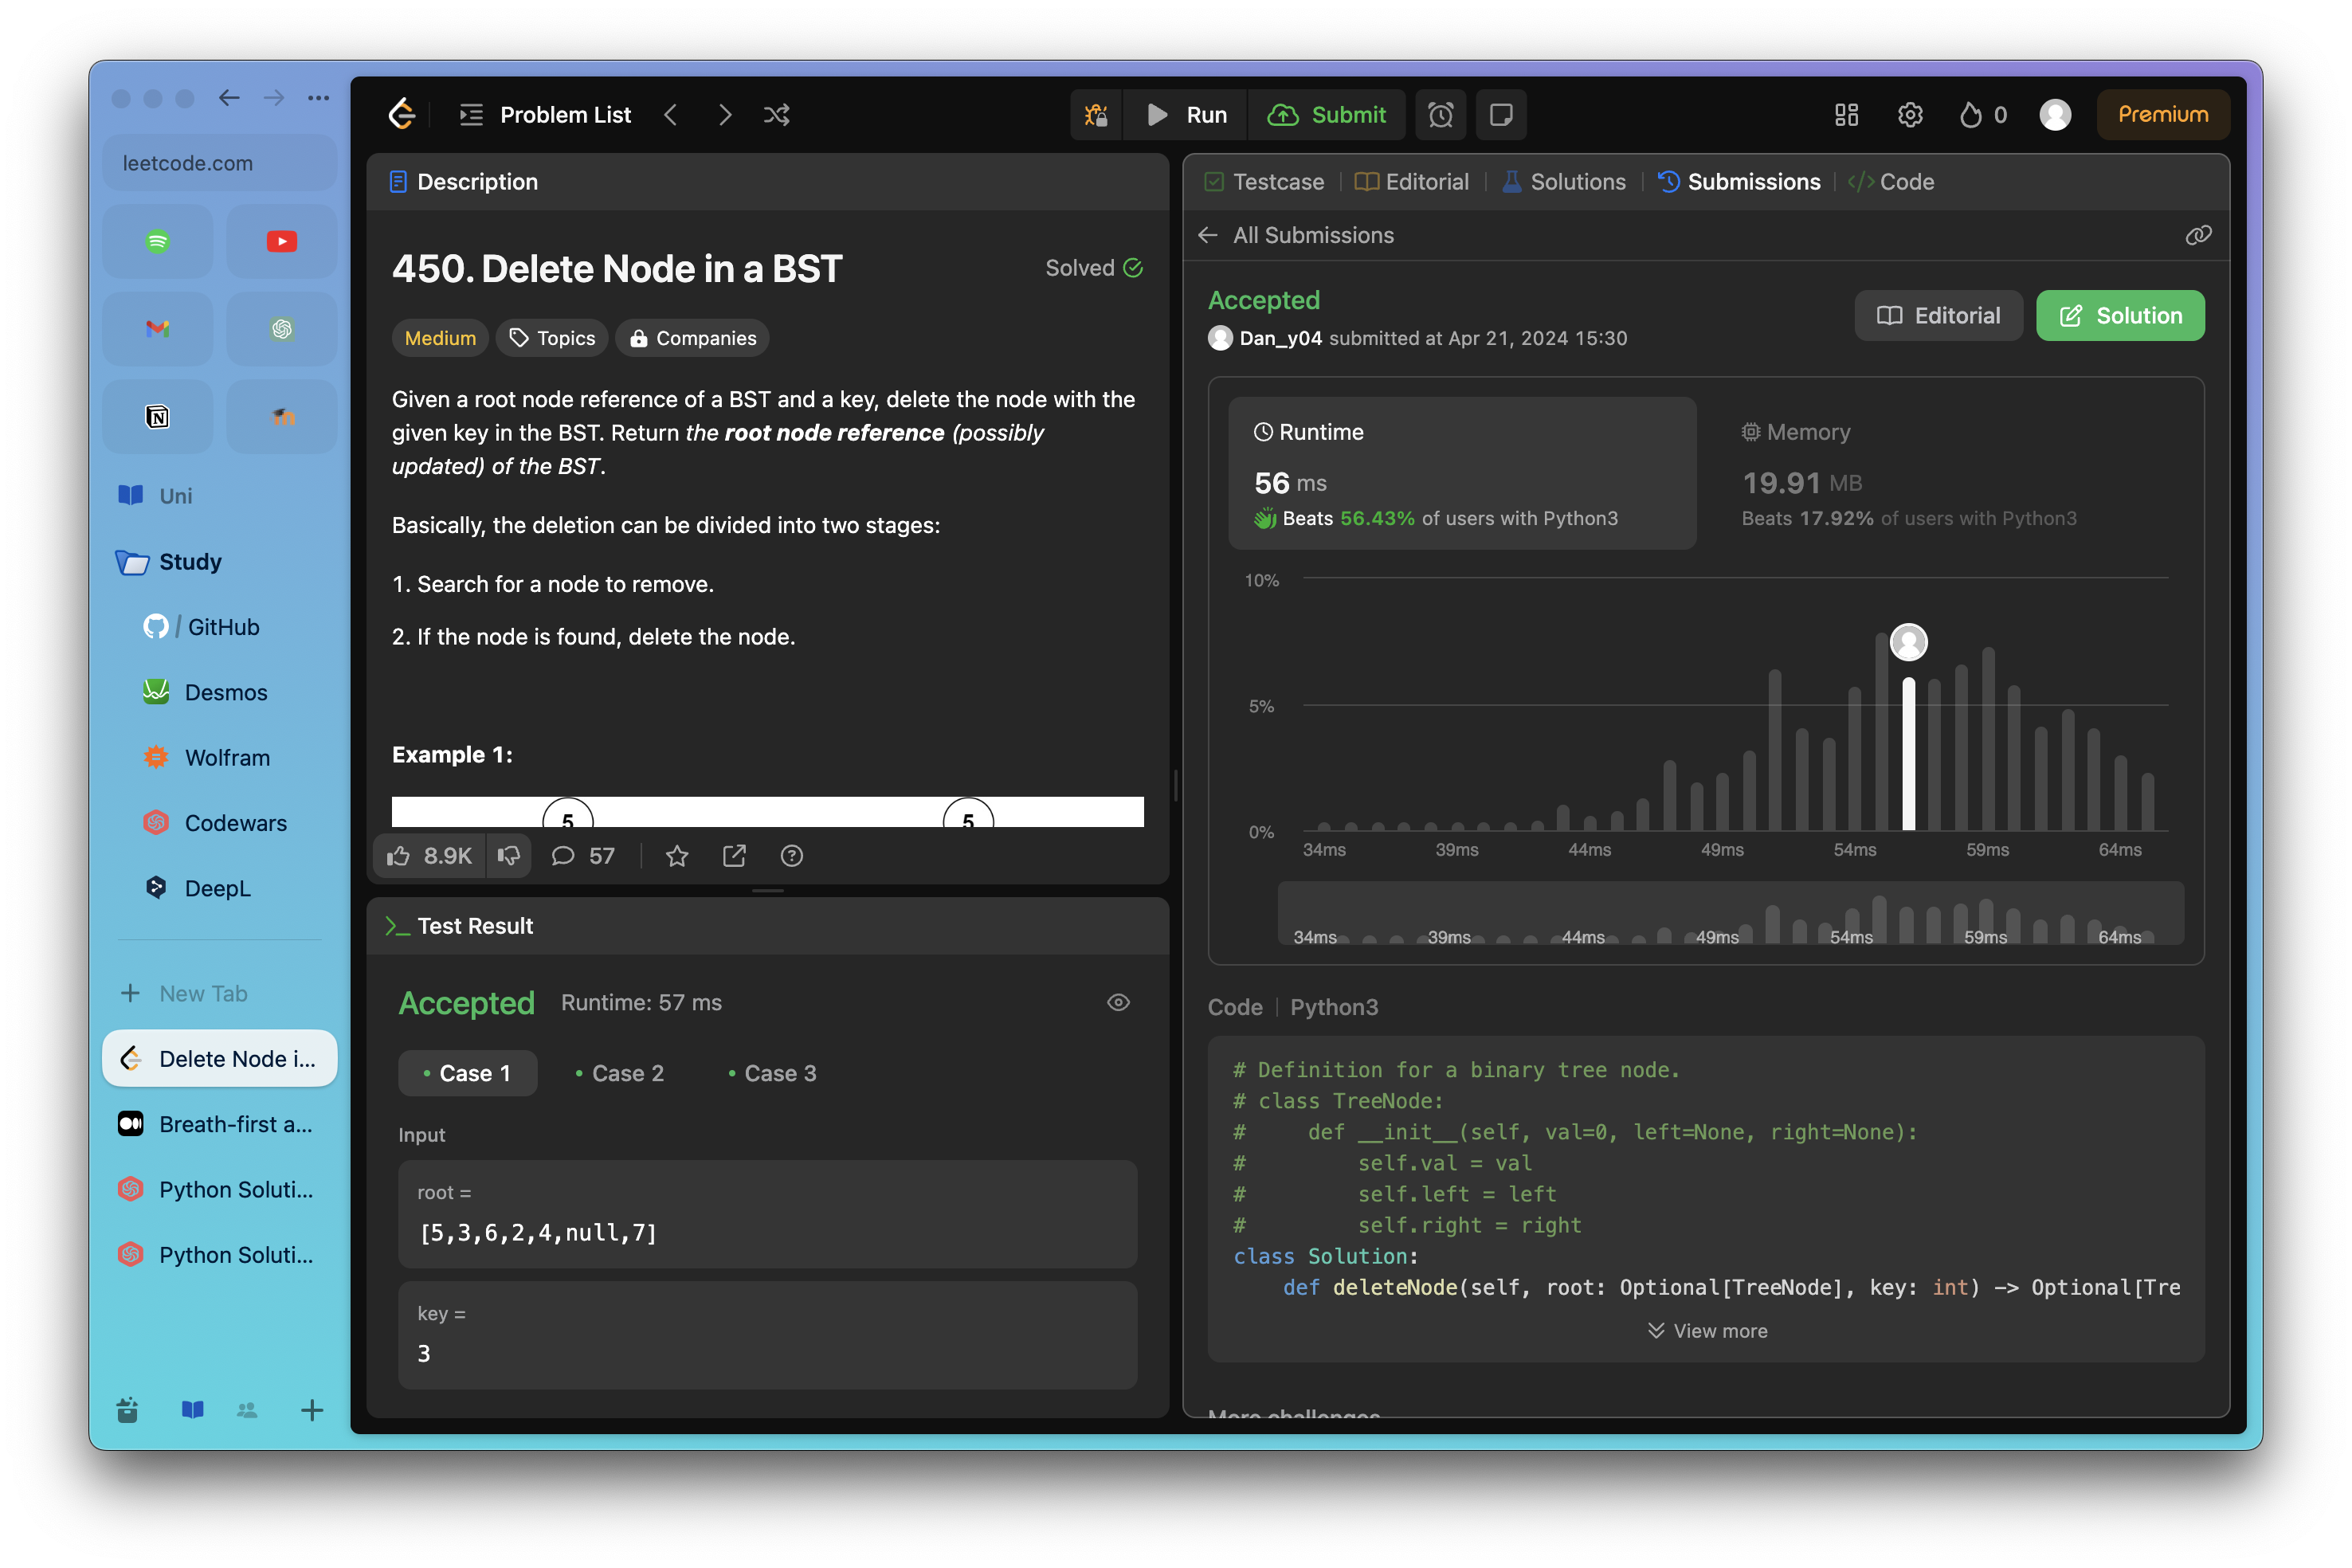 leetcode.com
Uni
Study
/ GitHub
Desmos
Wolfram
Codewars
DeepL
New Tab
Delete Node i...
Breath-first a...
Python Soluti...
Python Soluti...
Problem List
Run
Submit
0
Premium
Description
450. Delete Node in a BST
Solved
Medium
Topics
Companies
Given a root node reference of a BST and a key, delete the node with the
given key in the BST. Return the root node reference (possibly
updated) of the BST.
Basically, the deletion can be divided into two stages:
1. Search for a node to remove.
2. If the node is found, delete the node.
Example 1:
5 5
8.9K
57
Test Result
Accepted Runtime: 57 ms
Case 1 Case 2 Case 3
Input
root =
[5,3,6,2,4,null,7]
key =
3
Testcase Editorial Solutions Submissions </> Code
All Submissions
Accepted
Dan_y04 submitted at Apr 21, 2024 15:30
Editorial
Solution
Runtime
56 ms
Beats 56.43% of users with Python3
Memory
19.91 MB
Beats 17.92% of users with Python3
10%
5%
0%
34ms 39ms 44ms 49ms 54ms 59ms 64ms
34ms 39ms 44ms 49ms 54ms 59ms 64ms
Code Python3
# Definition for a binary tree node.
# class TreeNode:
#     def __init__(self, val=0, left=None, right=None):
#         self.val = val
#         self.left = left
#         self.right = right
class Solution:
    def deleteNode(self, root: Optional[TreeNode], key: int) -> Optional[Tre
View more
More challenges